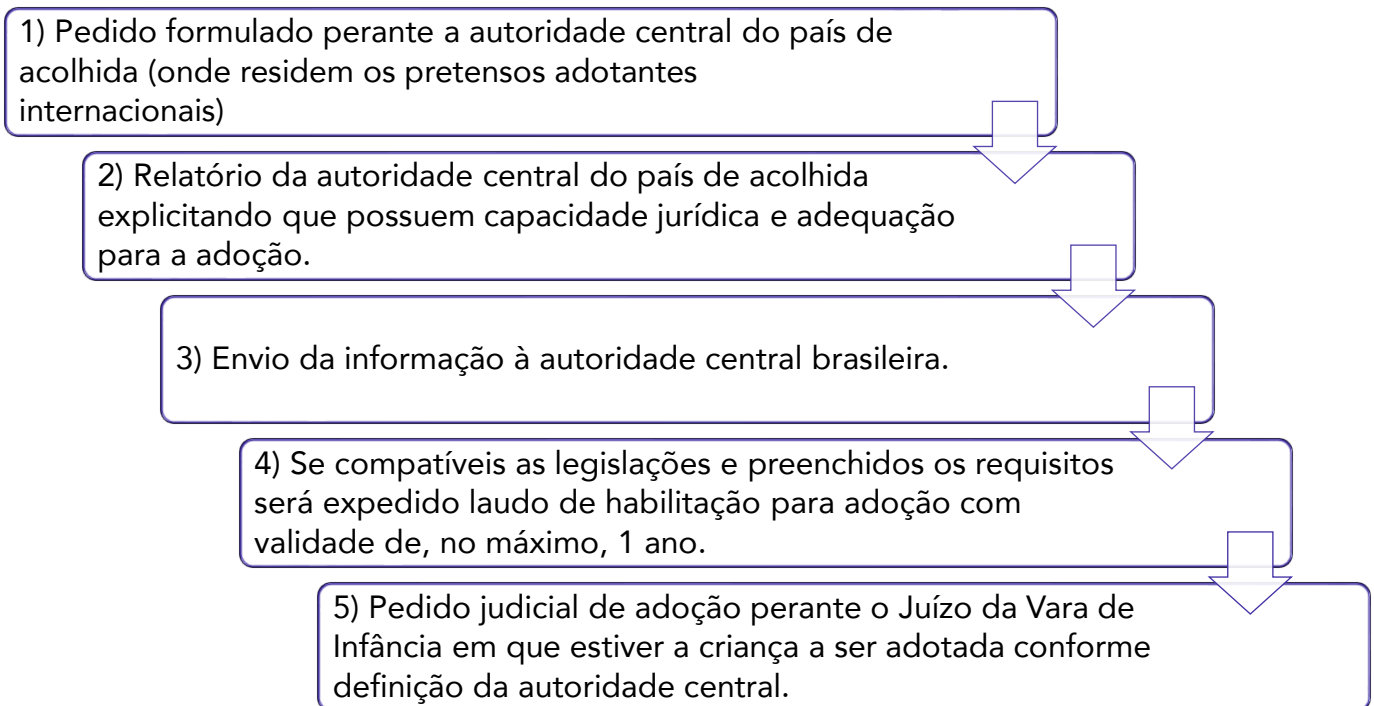 1) Pedido formulado perante a autoridade central do país de
acolhida (onde residem os pretensos adotantes
internacionais)
2) Relatório da autoridade central do país de acolhida
explicitando que possuem capacidade jurídica e adequação
para a adoção.
3) Envio da informação à autoridade central brasileira.
4) Se compatíveis as legislações e preenchidos os requisitos
será expedido laudo de habilitação para adoção com
validade de, no máximo, 1 ano.
5) Pedido judicial de adoção perante o Juízo da Vara de
Infância em que estiver a criança a ser adotada conforme
definição da autoridade central.